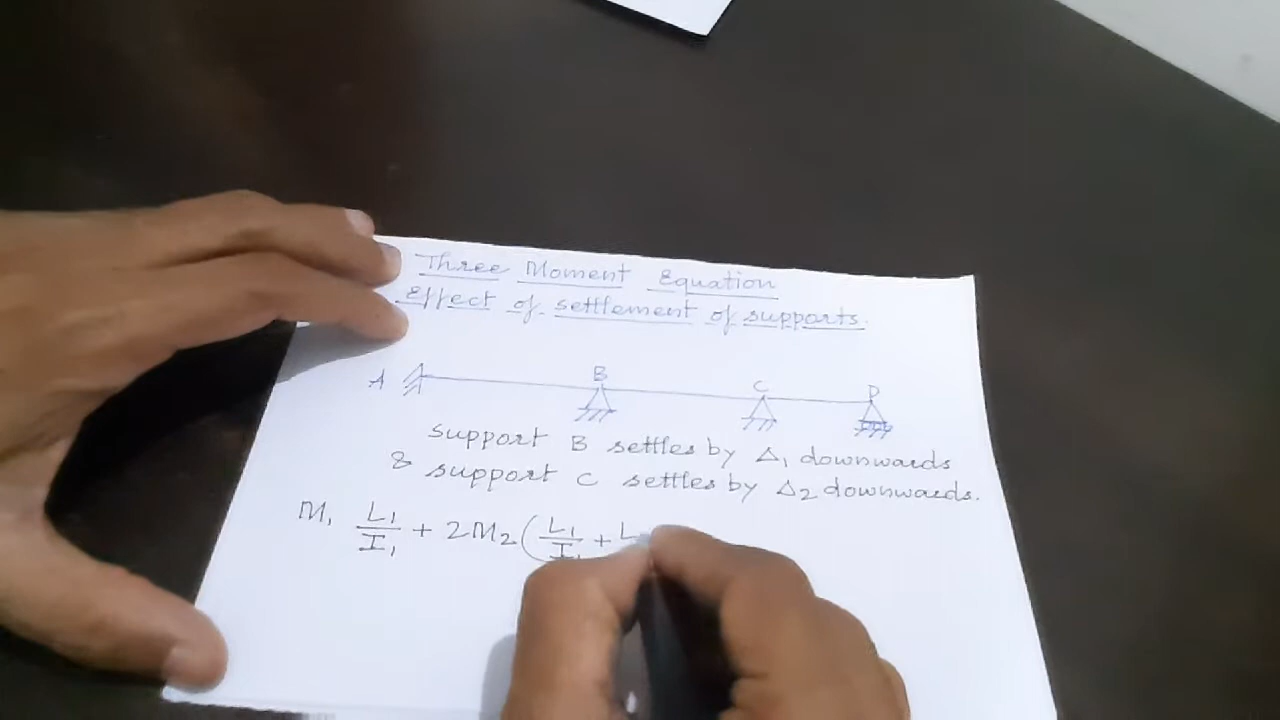 Three Moment Equation
Effect of settlement of supports.
A B C D
support B settles by Δ₁ downwards
& support C settles by Δ₂ downwards.
M₁ L₁/I₁ + 2M₂ ( L₁/I₁ + L